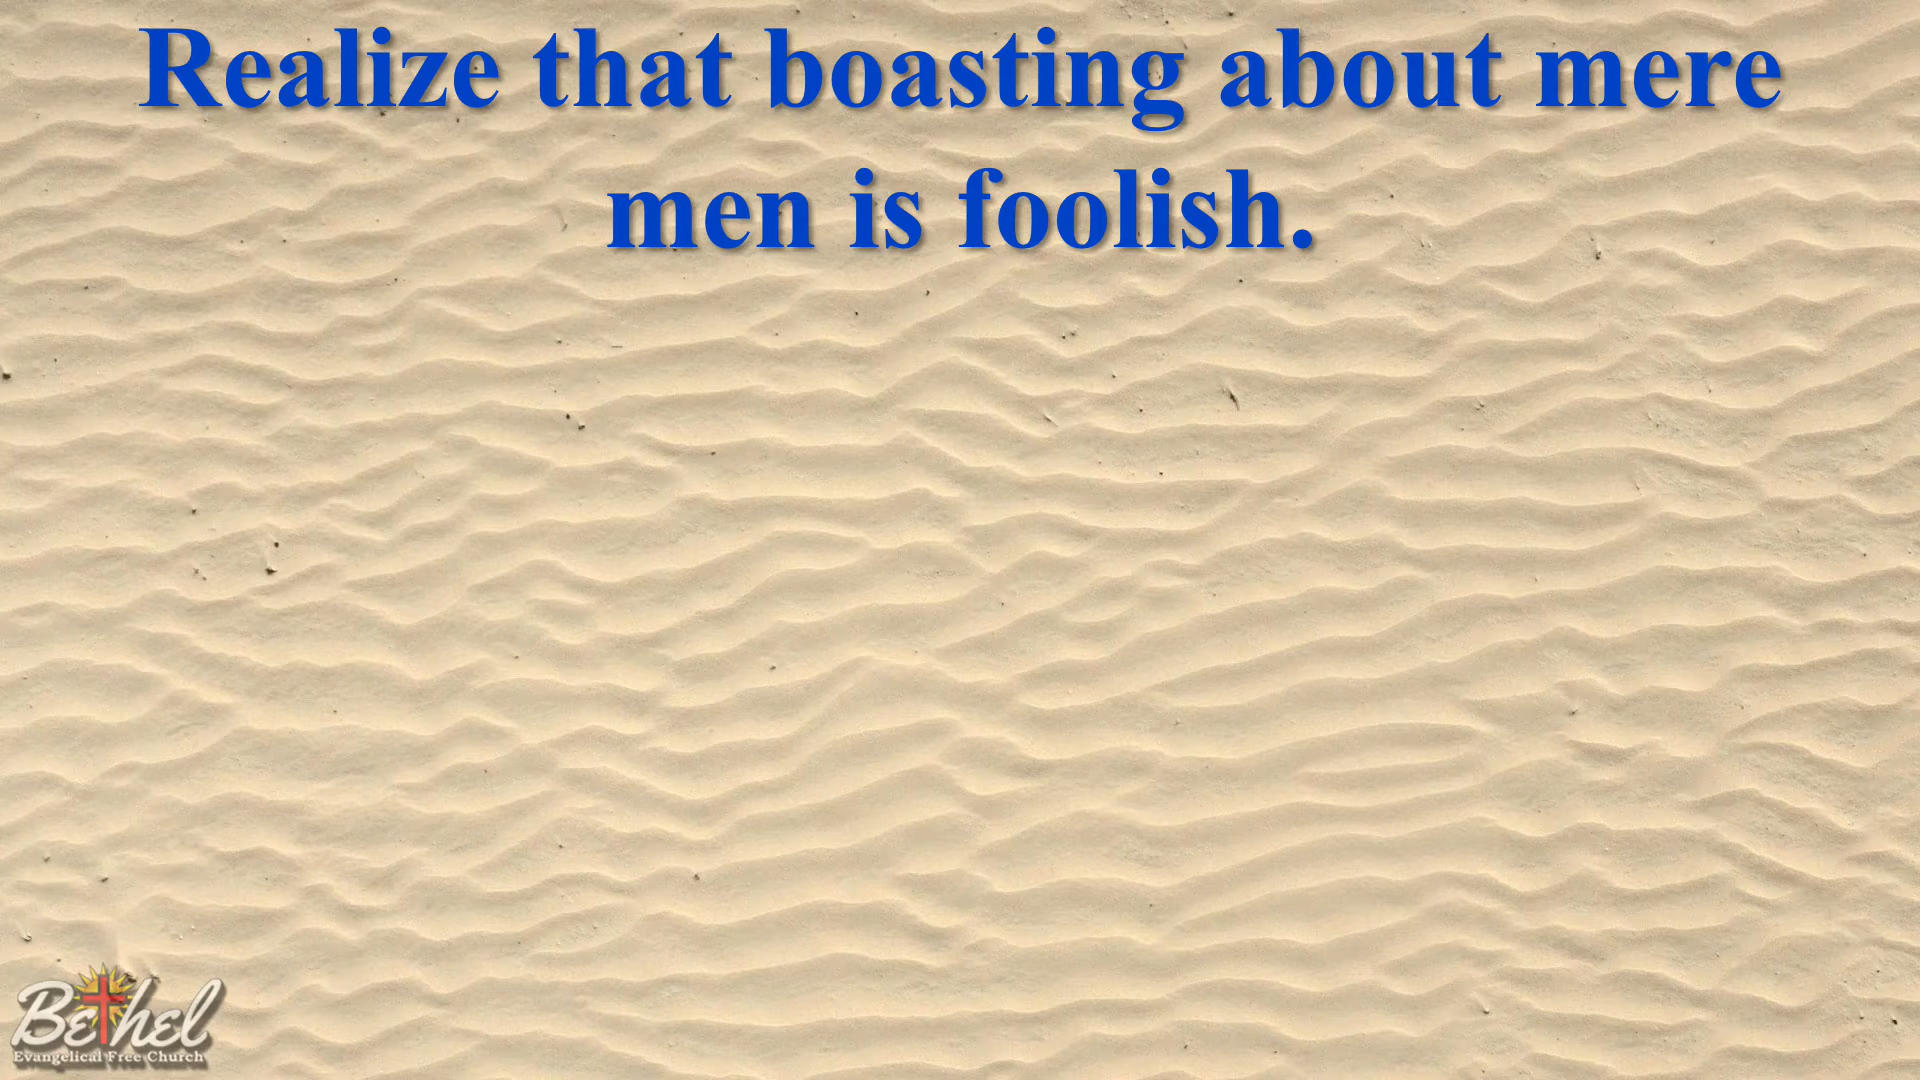 Realize that boasting about mere
men is foolish.
Bethel
Evangelical Free Church